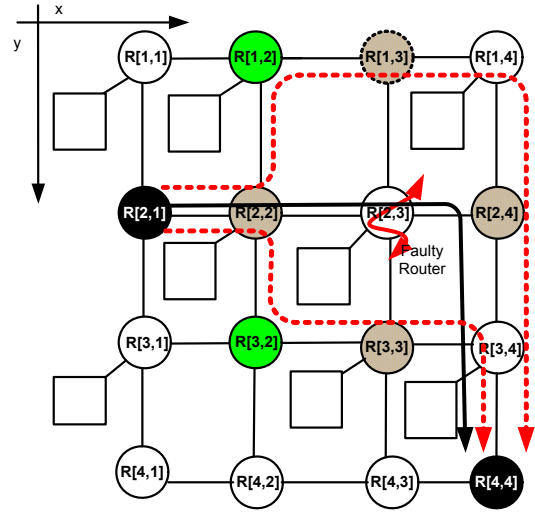 x
y
R[1,1]
R[1,2]
R[1,3]
R[1,4]
R[2,1]
R[2,2]
R[2,3]
R[2,4]
Faulty
Router
R[3,1]
R[3,2]
R[3,3]
R[3,4]
R[4,1]
R[4,2]
R[4,3]
R[4,4]